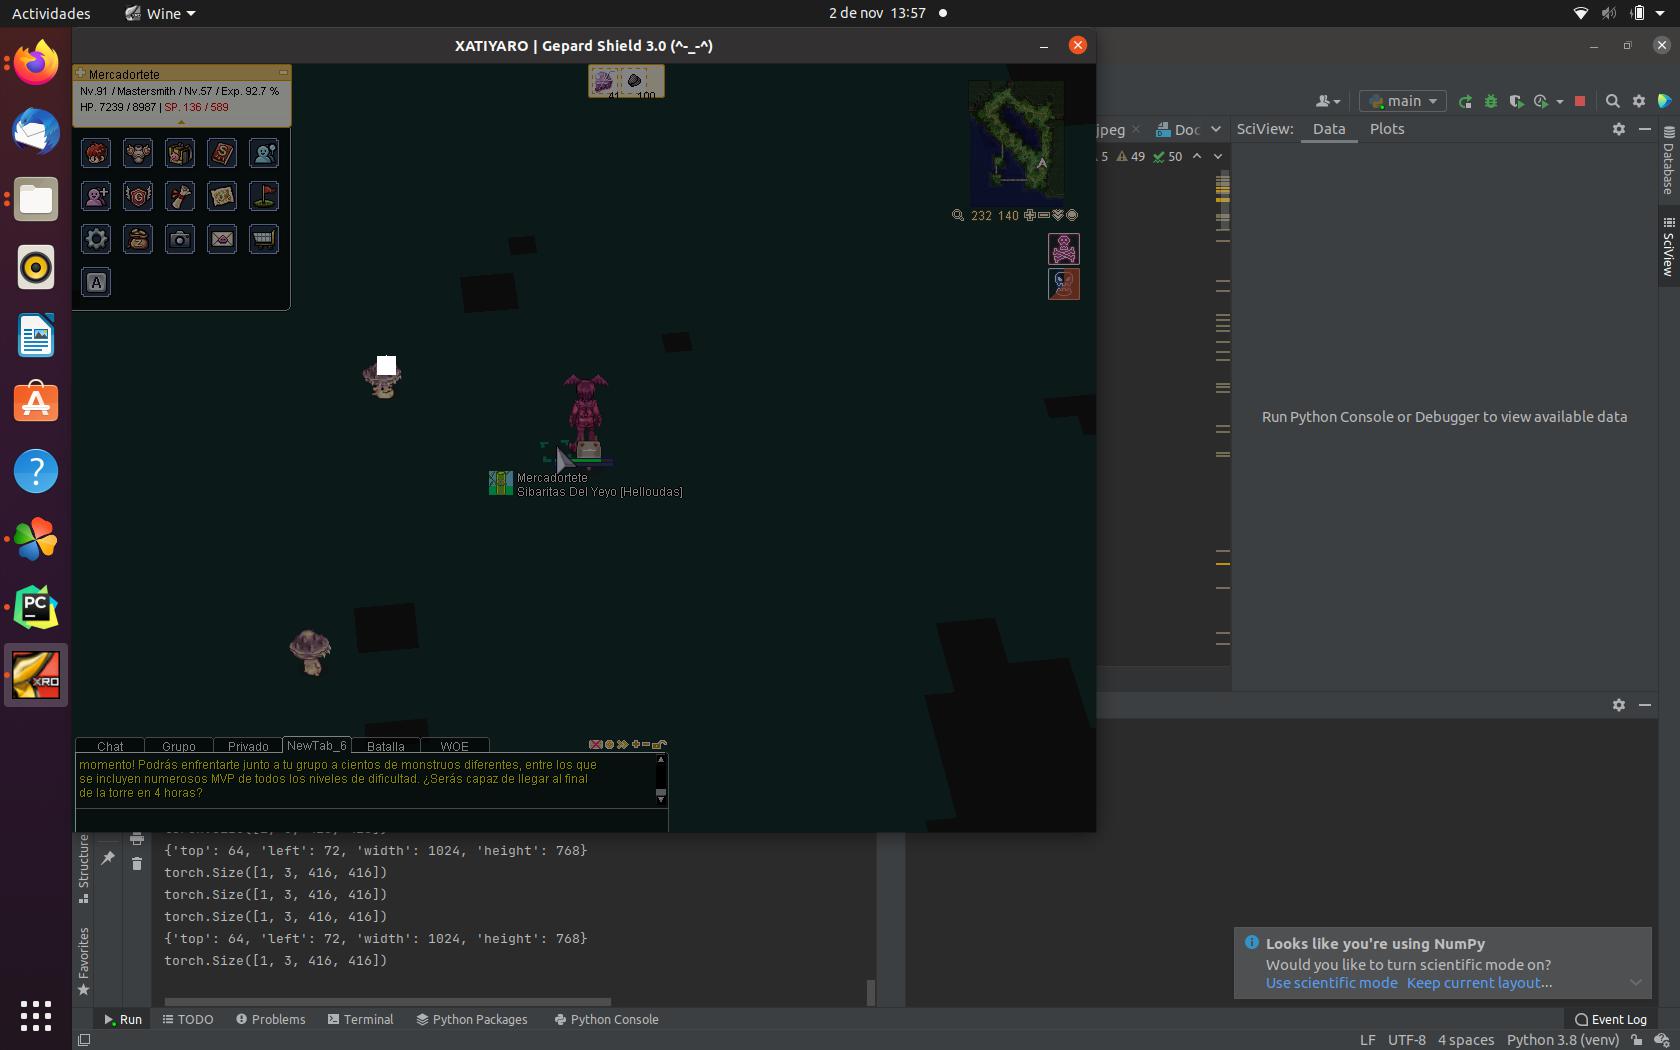 Actividades
Wine
2 de nov 13:57
XATIYARO | Gepard Shield 3.0 (^-_-^)
Mercadortete
Nv.91 / Mastersmith / Nv.57 / Exp. 92.7 %
HP. 7239 / 8987 | SP. 136 / 589
41
100
232 140
A
Mercadortete
Sibaritas Del Yeyo [Helloudas]
Chat
Grupo
Privado
NewTab_6
Batalla
WOE
momento! Podrás enfrentarte junto a tu grupo a cientos de monstruos diferentes, entre los que
se incluyen numerosos MVP de todos los niveles de dificultad. ¿Serás capaz de llegar al final
de la torre en 4 horas?
main
jpeg
Doc
SciView:
Data
Plots
5
49
50
Database
SciView
Run Python Console or Debugger to view available data
PC
XRO
Structure
Favorites
{'top': 64, 'left': 72, 'width': 1024, 'height': 768}
torch.Size([1, 3, 416, 416])
torch.Size([1, 3, 416, 416])
torch.Size([1, 3, 416, 416])
{'top': 64, 'left': 72, 'width': 1024, 'height': 768}
torch.Size([1, 3, 416, 416])
Looks like you're using NumPy
Would you like to turn scientific mode on?
Use scientific mode Keep current layout...
Run
TODO
Problems
Terminal
Python Packages
Python Console
Event Log
LF
UTF-8
4 spaces
Python 3.8 (venv)